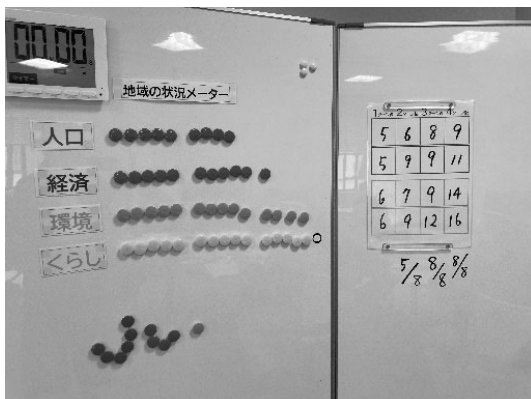 00:00
地域の状況メーター
人口
経済
環境
くらし
5 6 8 9
5 9 9 11
6 7 9 14
6 9 12 16
5/8 8/8 8/8